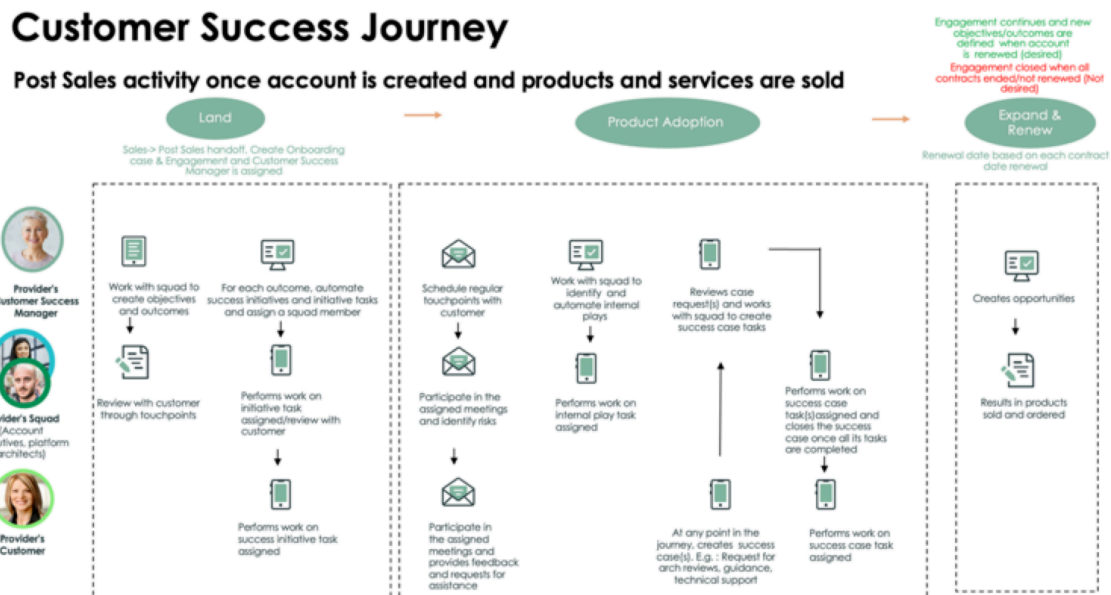 Customer Success Journey
Engagement continues and new
objectives/outcomes are
defined when account
is renewed (desired)
Engagement closed when all
contracts ended/not renewed (Not
desired)
Post Sales activity once account is created and products and services are sold
Land
Product Adoption
Expand &
Renew
Sales-> Post Sales handoff. Create Onboarding
case & Engagement and Customer Success
Manager is assigned
Renewal date based on each contract
date renewal
Provider's
ustomer Success
Manager
Work with squad to
create objectives
and outcomes
For each outcome, automate
success initiatives and initiative tasks
and assign a squad member
Schedule regular
touchpoints with
customer
Work with squad to
identify and
automate internal
plays
Reviews case
request(s) and works
with squad to create
success case tasks
Creates opportunities
vider's Squad
(Account
utives, platform
architects)
Review with customer
through touchpoints
Performs work on
initiative task
assigned/review with
customer
Participate in the
assigned meetings
and identify risks
Performs work on
internal play task
assigned
Performs work on
success case
task(s)assigned and
closes the success
case once all its tasks
are completed
Results in products
sold and ordered
Provider's
Customer
Performs work on
success initiative task
assigned
Participate in
the assigned
meetings and
provides feedback
and requests for
assistance
At any point in the
journey, creates success
case(s). E.g. : Request for
arch reviews, guidance,
technical support
Performs work on
success case task
assigned